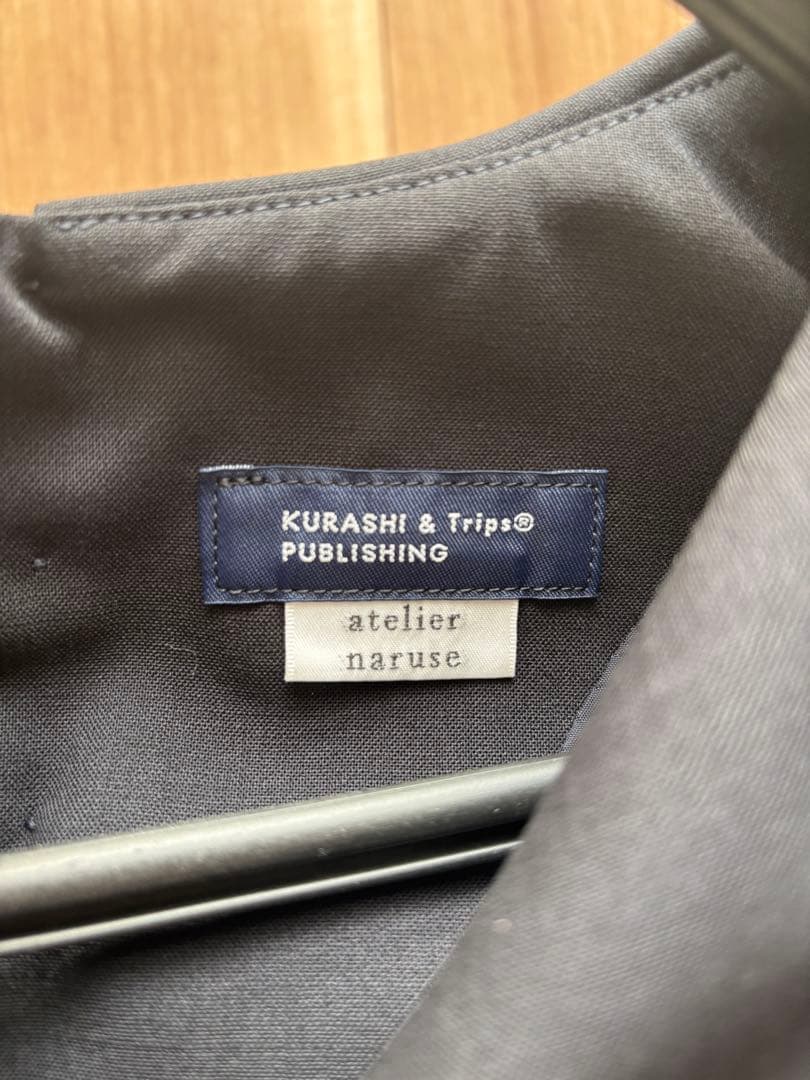 KURASHI & Trips®
PUBLISHING
atelier
naruse